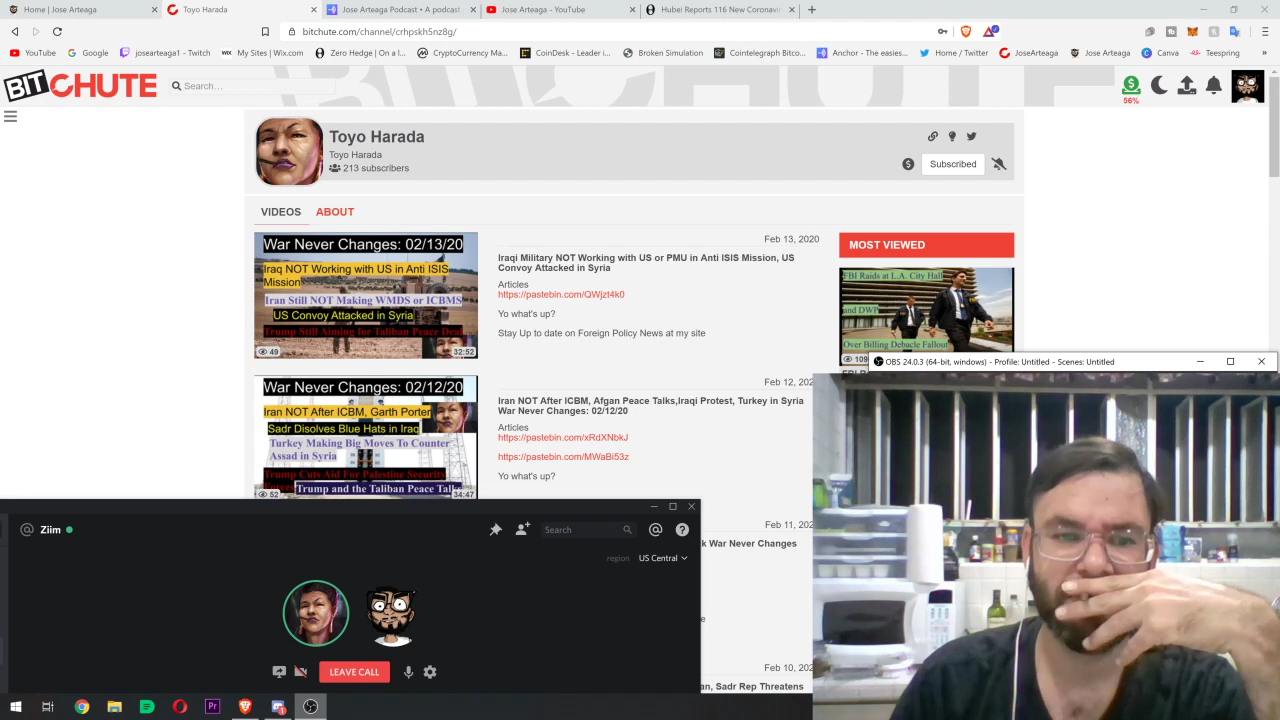 Home | Jose Arteaga
Toyo Harada
Jose Arteaga Podcast • A podcast
Jose Arteaga - YouTube
Hubei Reports 116 New Coronavir
bitchute.com/channel/crhpskh5nz8g/
YouTube
Google
josearteaga1 - Twitch
WIX My Sites | Wix.com
Zero Hedge | On a l...
CryptoCurrency Ma...
CoinDesk - Leader i...
Broken Simulation
Cointelegraph Bitco...
Anchor - The easies...
Home / Twitter
JoseArteaga
Jose Arteaga
Canva
Teespring
BITCHUTE
Search...
56%
Toyo Harada
Toyo Harada
213 subscribers
Subscribed
VIDEOS
ABOUT
War Never Changes: 02/13/20
Iraq NOT Working with US in Anti ISIS
Mission
Iran Still NOT Making WMDS or ICBMS
US Convoy Attacked in Syria
Trump Still Aiming for Taliban Peace Deal
49
32:52
Feb 13, 2020
Iraqi Military NOT Working with US or PMU in Anti ISIS Mission, US
Convoy Attacked in Syria
Articles
https://pastebin.com/QWjzt4k0
Yo what's up?
Stay Up to date on Foreign Policy News at my site
MOST VIEWED
FBI Raids at L.A. City Hall
and DWP
Over Billing Debacle Fallout
109
War Never Changes: 02/12/20
Iran NOT After ICBM, Garth Porter
Sadr Disolves Blue Hats in Iraq
Turkey Making Big Moves To Counter
Assad in Syria
Trump Cuts Aid For Palestine Security
Forces
Trump and the Taliban Peace Talks
52
34:47
Feb 12, 202
Iran NOT After ICBM, Afgan Peace Talks,Iraqi Protest, Turkey in Syria
War Never Changes: 02/12/20
Articles
https://pastebin.com/xRdXNbkJ
https://pastebin.com/MWaBi53z
Yo what's up?
Feb 11, 202
k War Never Changes
e
Feb 10, 202
an, Sadr Rep Threatens
OBS 24.0.3 (64-bit, windows) - Profile: Untitled - Scenes: Untitled
Ziim
Search
region
US Central
LEAVE CALL